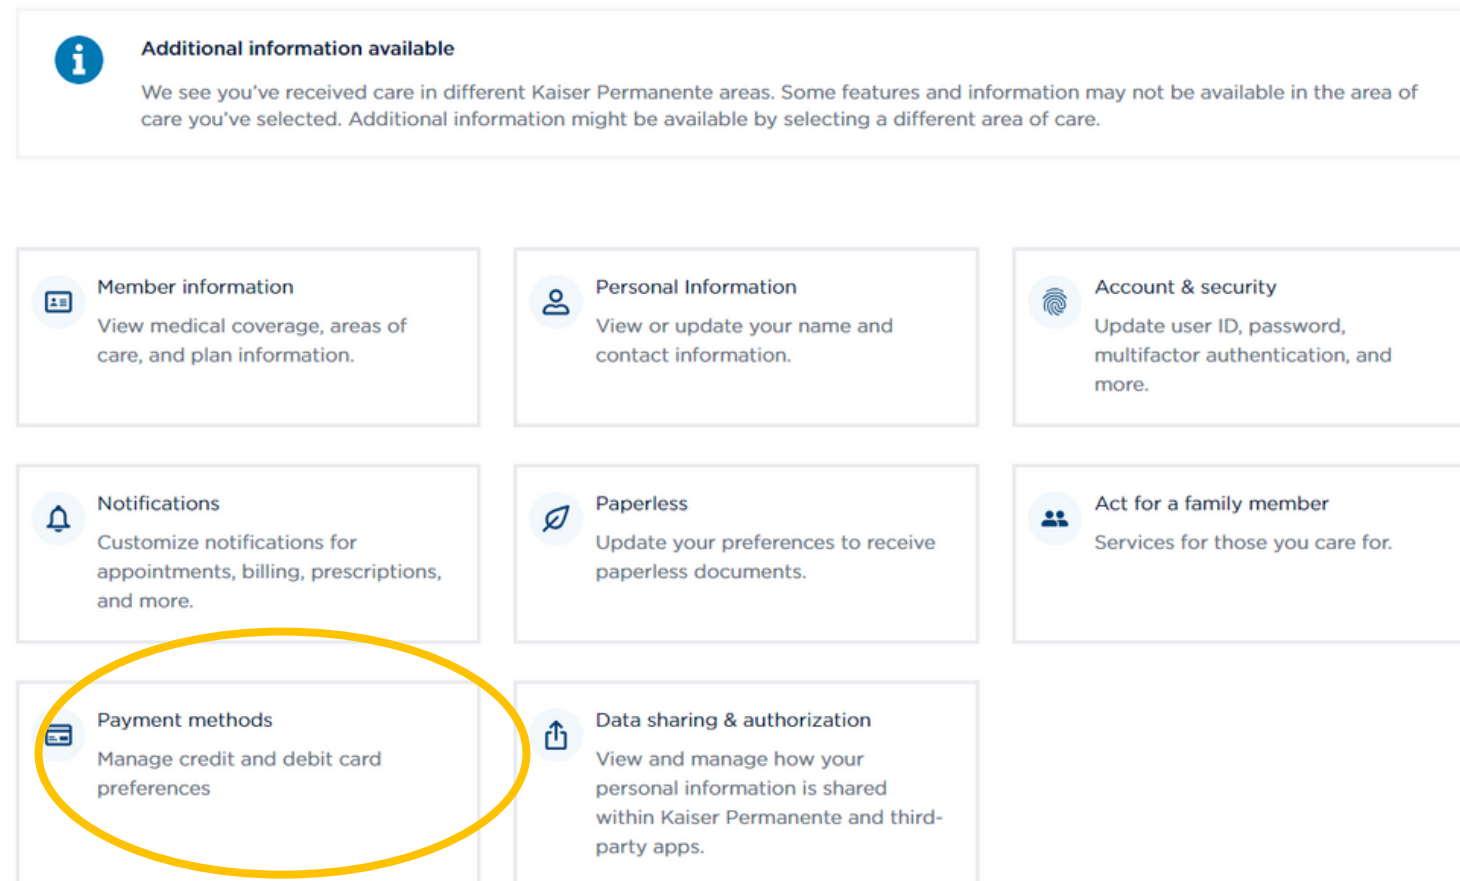 Additional information available
We see you've received care in different Kaiser Permanente areas. Some features and information may not be available in the area of
care you've selected. Additional information might be available by selecting a different area of care.
Member information
View medical coverage, areas of
care, and plan information.
Personal Information
View or update your name and
contact information.
Account & security
Update user ID, password,
multifactor authentication, and
more.
Notifications
Customize notifications for
appointments, billing, prescriptions,
and more.
Paperless
Update your preferences to receive
paperless documents.
Act for a family member
Services for those you care for.
Payment methods
Manage credit and debit card
preferences
Data sharing & authorization
View and manage how your
personal information is shared
within Kaiser Permanente and third-
party apps.